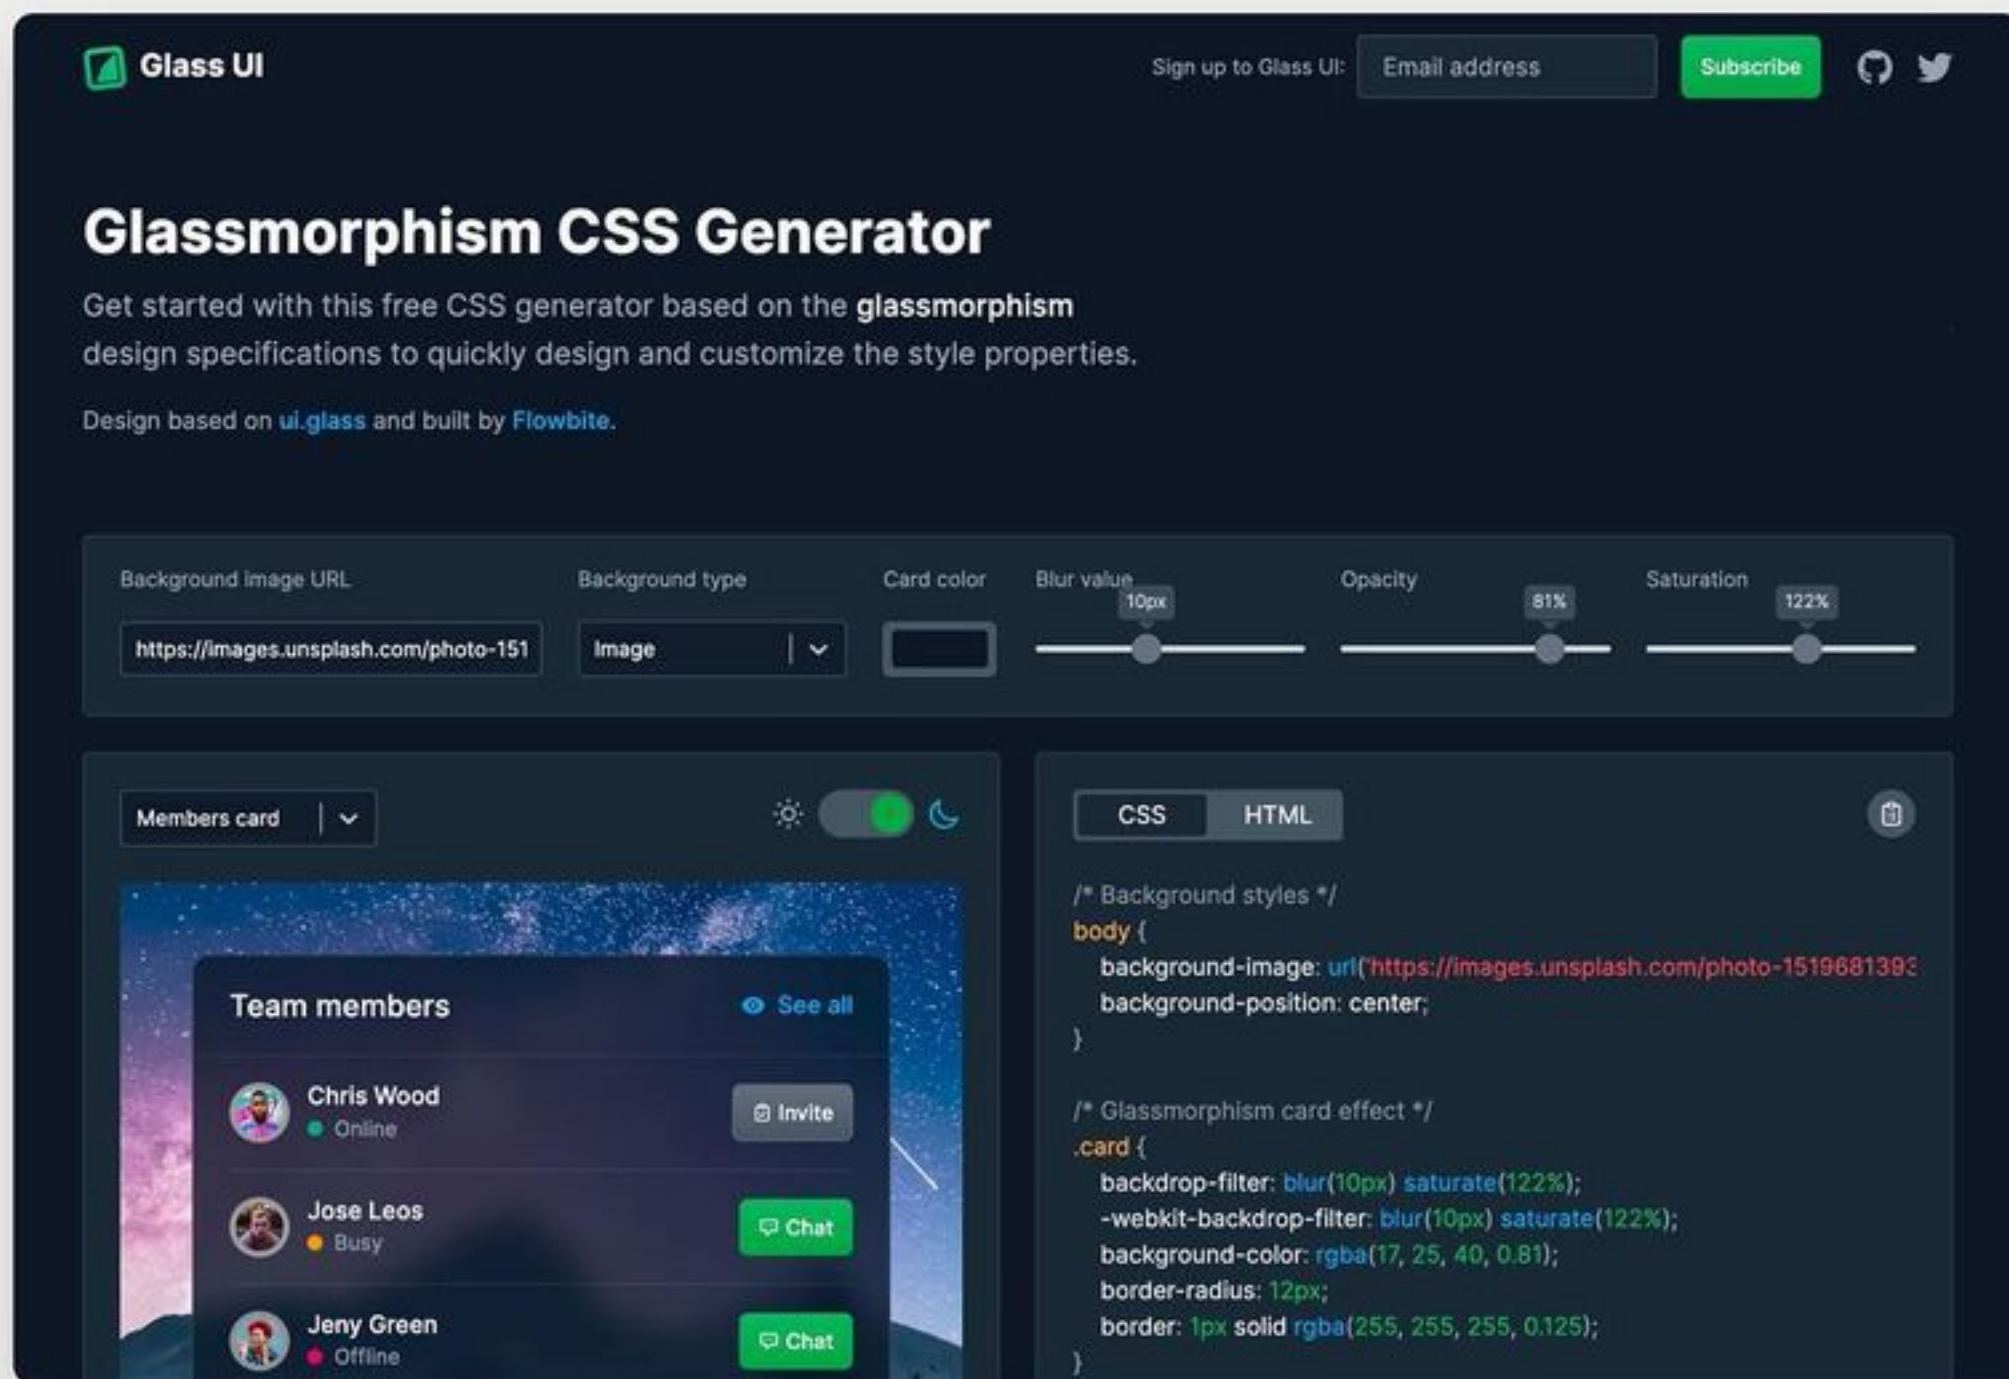 Glass UI
Sign up to Glass UI:
Email address
Subscribe
Glassmorphism CSS Generator
Get started with this free CSS generator based on the glassmorphism
design specifications to quickly design and customize the style properties.
Design based on ui.glass and built by Flowbite.
Background image URL
https://images.unsplash.com/photo-151
Background type
Image
Card color
Blur value
10px
Opacity
81%
Saturation
122%
Members card
Team members
See all
Chris Wood
Online
Invite
Jose Leos
Busy
Chat
Jeny Green
Offline
Chat
CSS
HTML
/* Background styles */
body {
background-image: url('https://images.unsplash.com/photo-1519681393
background-position: center;
}
/* Glassmorphism card effect */
.card {
backdrop-filter: blur(10px) saturate(122%);
-webkit-backdrop-filter: blur(10px) saturate(122%);
background-color: rgba(17, 25, 40, 0.81);
border-radius: 12px;
border: 1px solid rgba(255, 255, 255, 0.125);
}